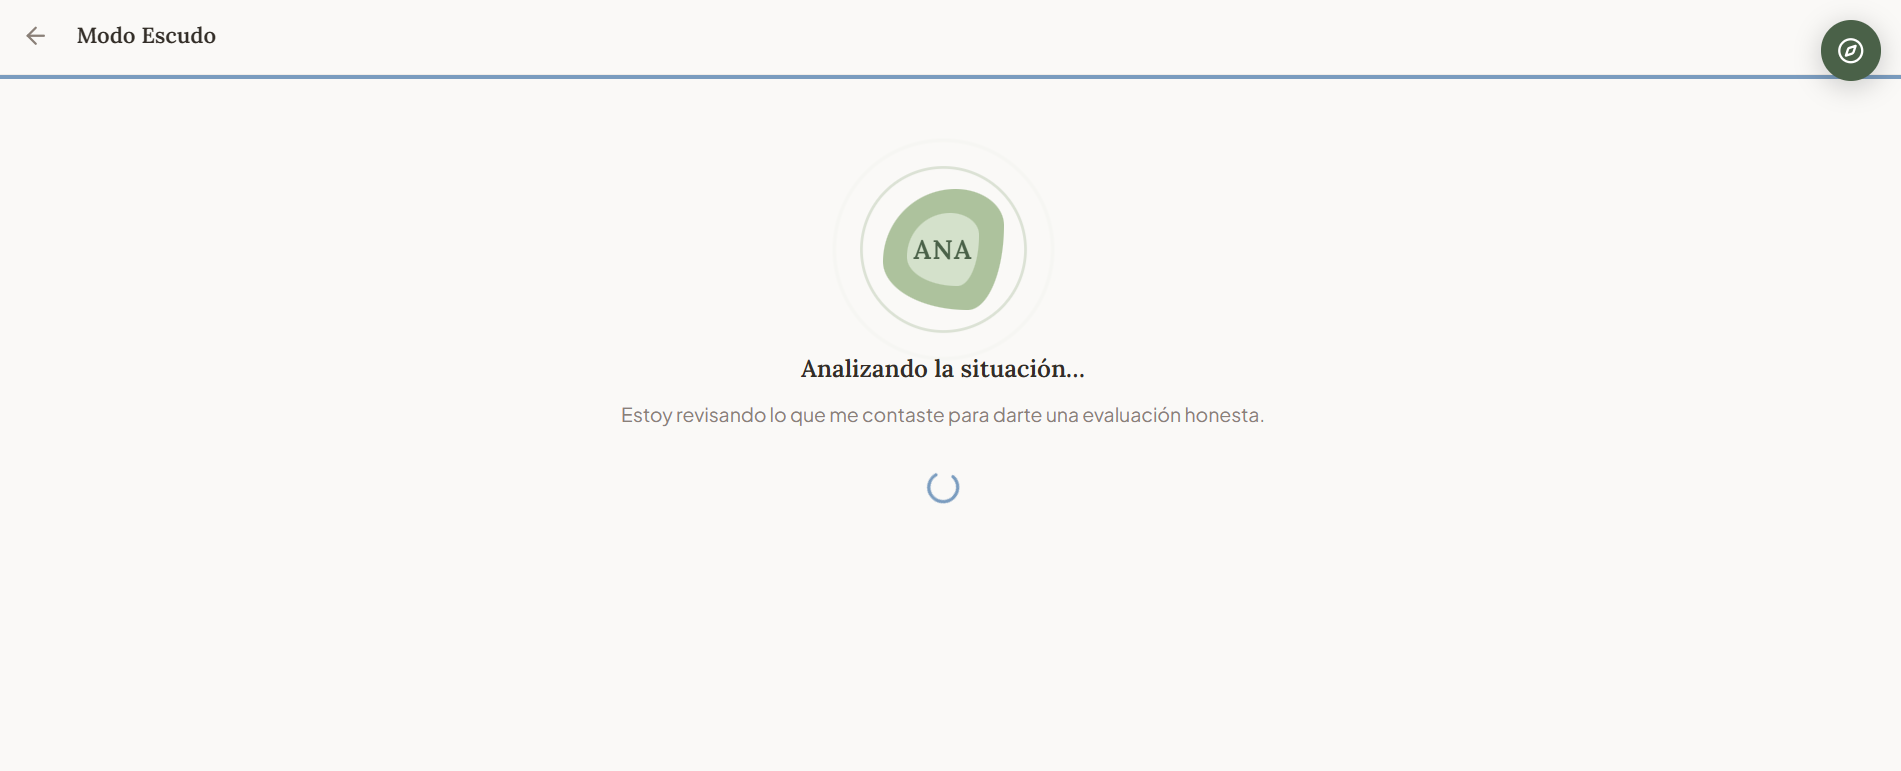 Modo Escudo
ANA
Analizando la situación...
Estoy revisando lo que me contaste para darte una evaluación honesta.